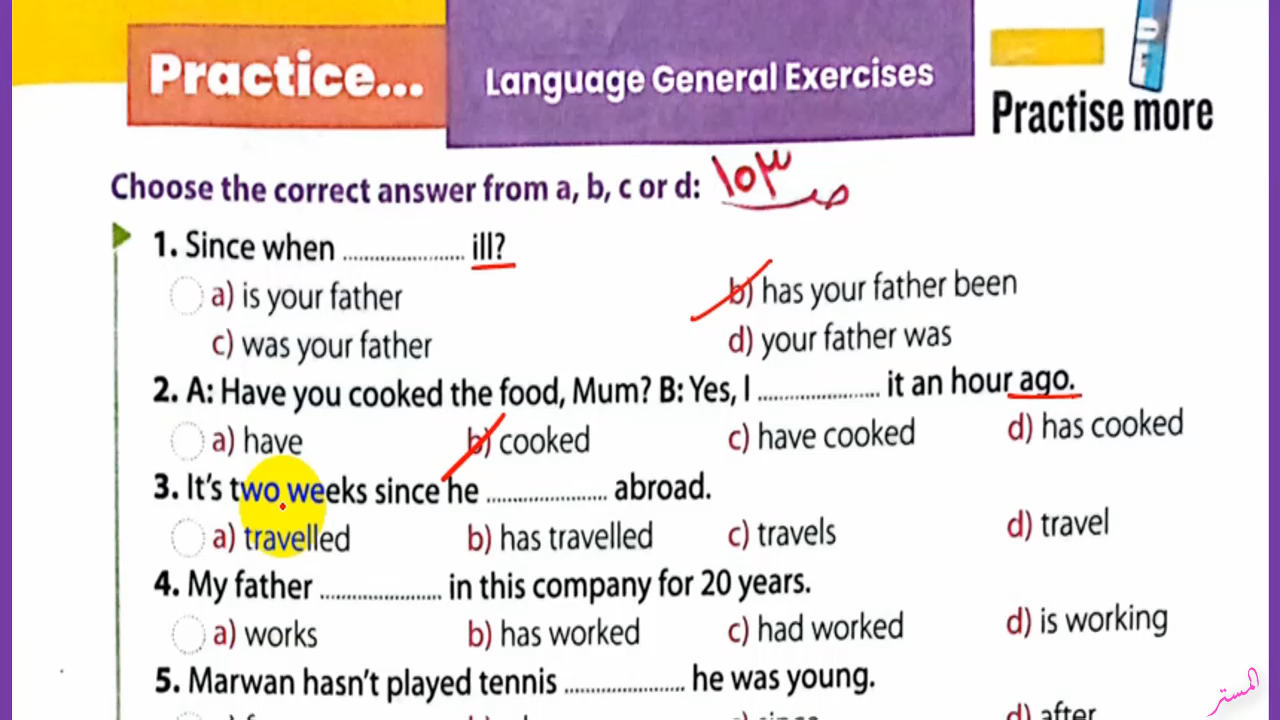 Practice...
Language General Exercises
Practise more
Choose the correct answer from a, b, c or d: ص ١٥٣
1. Since when ........................ ill?
a) is your father
b) has your father been
c) was your father
d) your father was
2. A: Have you cooked the food, Mum? B: Yes, I ........................ it an hour ago.
a) have
b) cooked
c) have cooked
d) has cooked
3. It's two weeks since he ........................ abroad.
a) travelled
b) has travelled
c) travels
d) travel
4. My father ........................ in this company for 20 years.
a) works
b) has worked
c) had worked
d) is working
5. Marwan hasn't played tennis ........................ he was young.
d) after
المستر